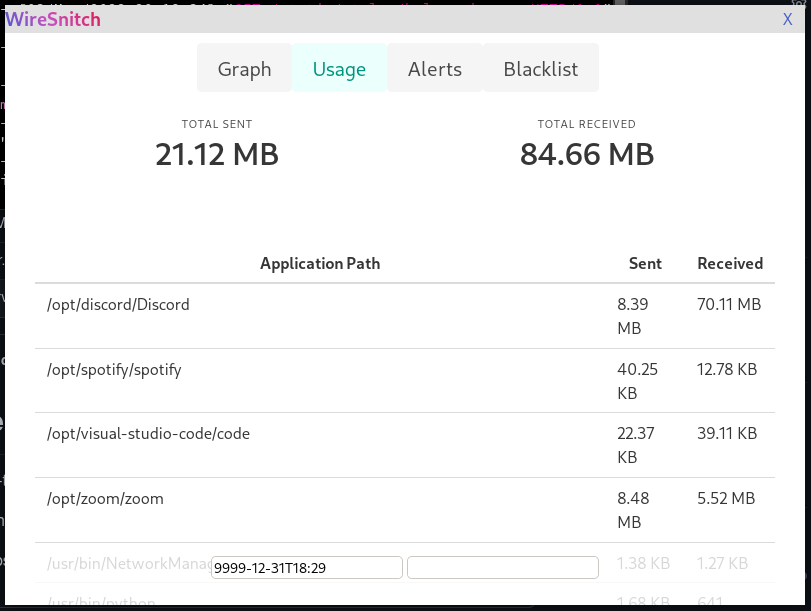 WireSnitch X
Graph Usage Alerts Blacklist
TOTAL SENT TOTAL RECEIVED
21.12 MB 84.66 MB
Application Path Sent Received
/opt/discord/Discord 8.39 MB 70.11 MB
/opt/spotify/spotify 40.25 KB 12.78 KB
/opt/visual-studio-code/code 22.37 KB 39.11 KB
/opt/zoom/zoom 8.48 MB 5.52 MB
/usr/bin/NetworkManag 9999-12-31T18:29 1.38 KB 1.27 KB
/usr/bin/python 1.68 KB 641